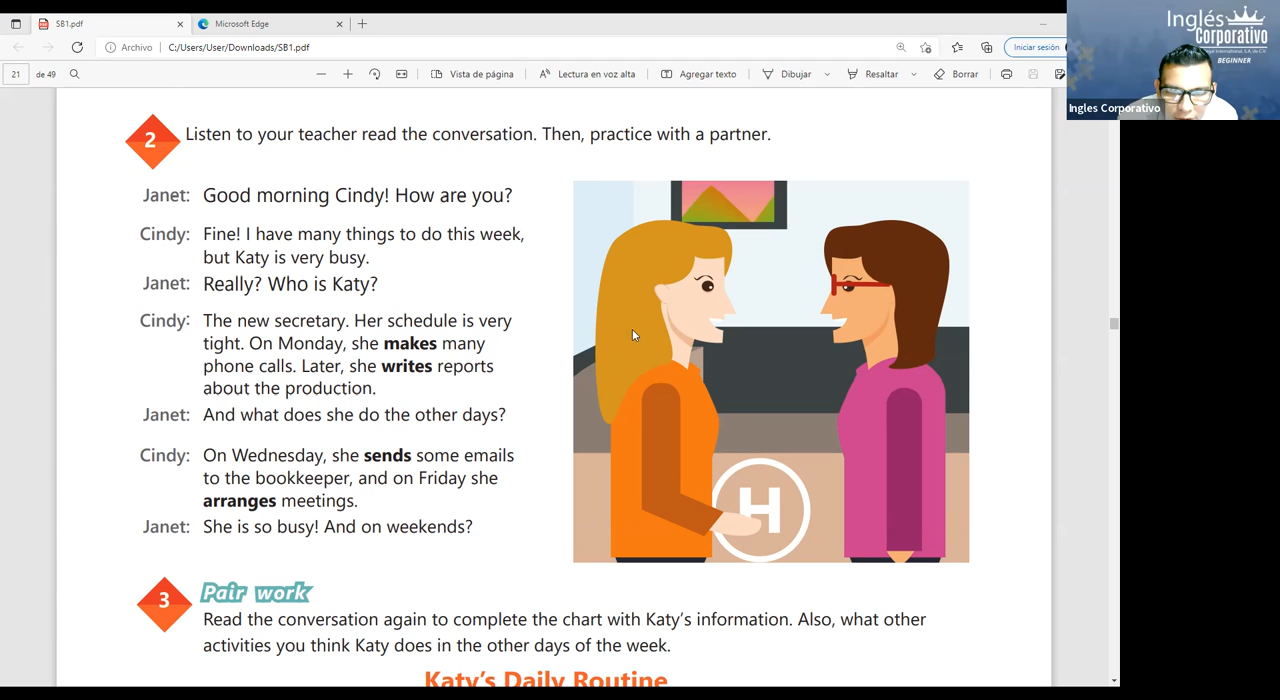 SB1.pdf
Microsoft Edge
Archivo
C:/Users/User/Downloads/SB1.pdf
Iniciar sesión
21 de 49
Vista de página
Lectura en voz alta
Agregar texto
Dibujar
Resaltar
Borrar
Inglés
Corporativo
BEGINNER
Ingles Corporativo
2
Listen to your teacher read the conversation. Then, practice with a partner.
Janet: Good morning Cindy! How are you?
Cindy: Fine! I have many things to do this week,
but Katy is very busy.
Janet: Really? Who is Katy?
Cindy: The new secretary. Her schedule is very
tight. On Monday, she makes many
phone calls. Later, she writes reports
about the production.
Janet: And what does she do the other days?
Cindy: On Wednesday, she sends some emails
to the bookkeeper, and on Friday she
arranges meetings.
Janet: She is so busy! And on weekends?
H
3
Pair work
Read the conversation again to complete the chart with Katy's information. Also, what other
activities you think Katy does in the other days of the week.
Katy's Daily Routine